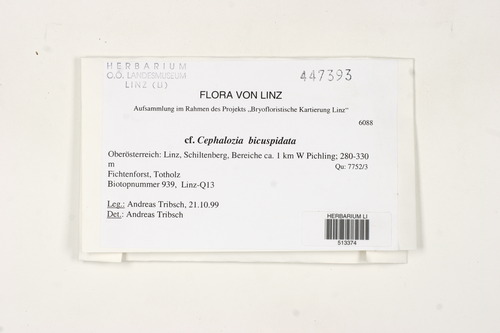 HERBARIUM
O.Ö. LANDESMUSEUM
LINZ (LI)
447393
FLORA VON LINZ
Aufsammlung im Rahmen des Projekts „Bryofloristische Kartierung Linz“
6088
cf. Cephalozia bicuspidata
Oberösterreich: Linz, Schiltenberg, Bereiche ca. 1 km W Pichling; 280-330
m
Qu: 7752/3
Fichtenforst, Totholz
Biotopnummer 939, Linz-Q13
Leg.: Andreas Tribsch, 21.10.99
Det.: Andreas Tribsch
HERBARIUM LI
513374